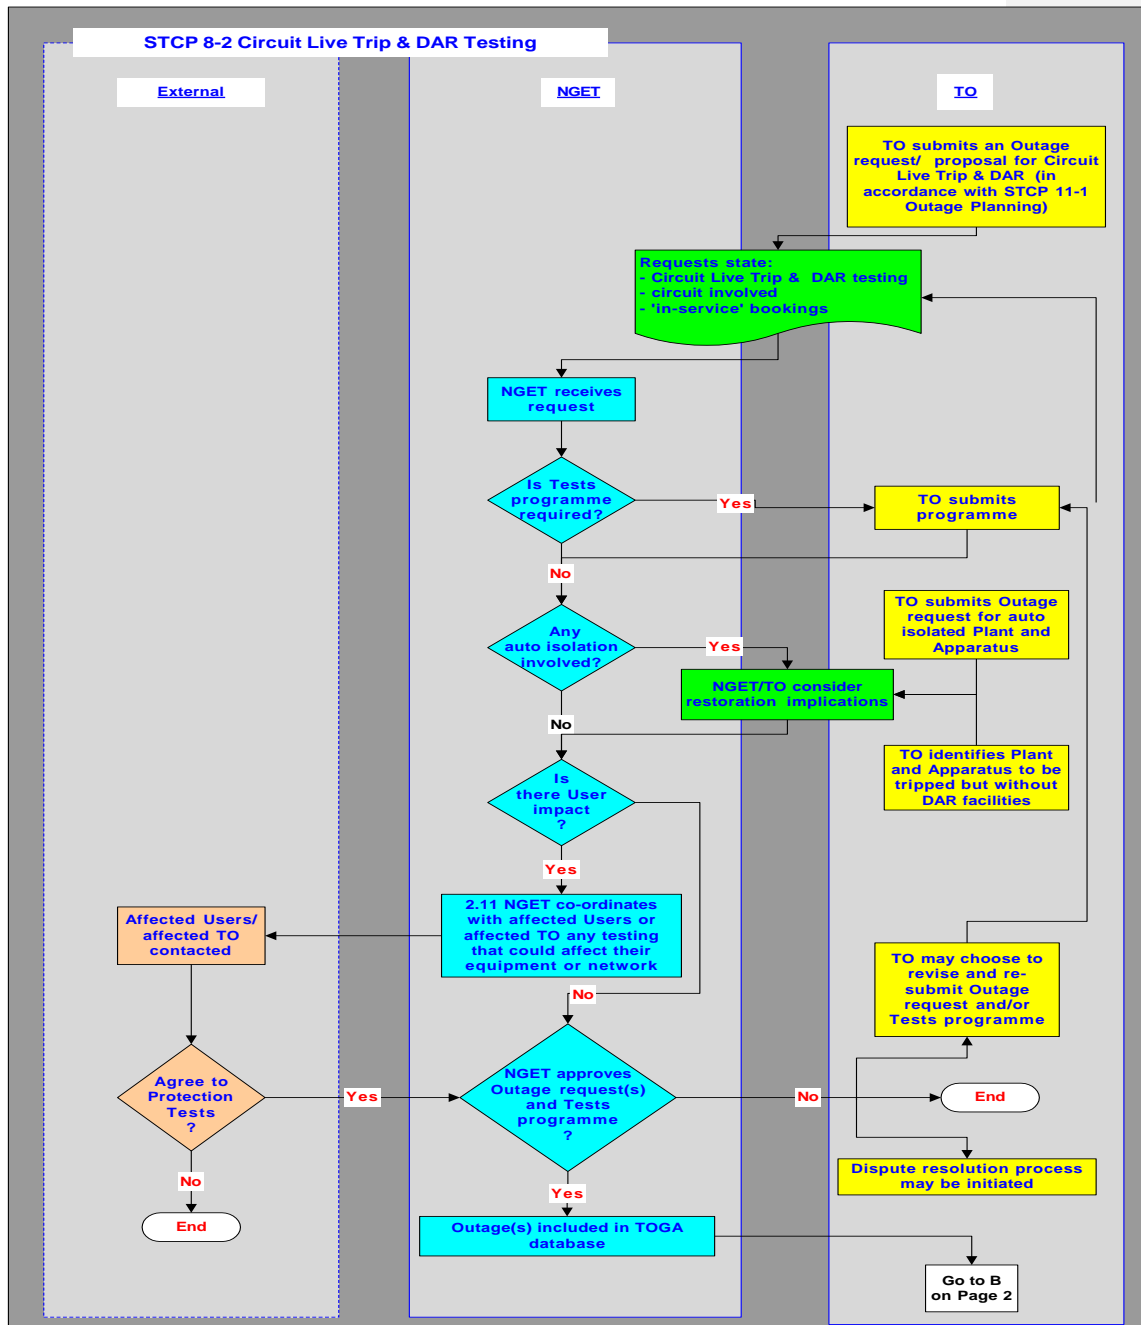 STCP 8-2 Circuit Live Trip & DAR Testing
External
NGET
TO
TO submits an Outage
request/ proposal for Circuit
Live Trip & DAR (in
accordance with STCP 11-1
Outage Planning)
Requests state:
- Circuit Live Trip & DAR testing
- circuit involved
- 'in-service' bookings
NGET receives
request
Is Tests
programme
required?
Yes
TO submits
programme
No
Any
auto isolation
involved?
Yes
TO submits Outage
request for auto
isolated Plant and
Apparatus
NGET/TO consider
restoration implications
No
TO identifies Plant
and Apparatus to be
tripped but without
DAR facilities
Is
there User
impact
?
Yes
2.11 NGET co-ordinates
with affected Users or
affected TO any testing
that could affect their
equipment or network
Affected Users/
affected TO
contacted
No
TO may choose to
revise and re-
submit Outage
request and/or
Tests programme
Agree to
Protection
Tests
?
Yes
NGET approves
Outage request(s)
and Tests
programme
?
No
End
Dispute resolution process
may be initiated
No
End
Yes
Outage(s) included in TOGA
database
Go to B
on Page 2